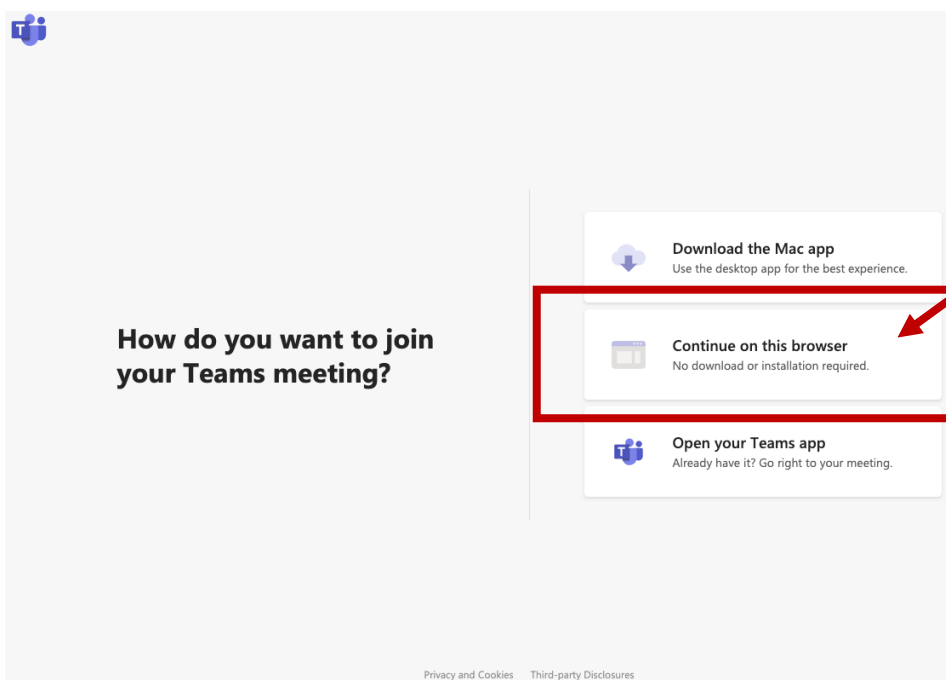 How do you want to join
your Teams meeting?
Download the Mac app
Use the desktop app for the best experience.
Continue on this browser
No download or installation required.
Open your Teams app
Already have it? Go right to your meeting.
Privacy and Cookies Third-party Disclosures